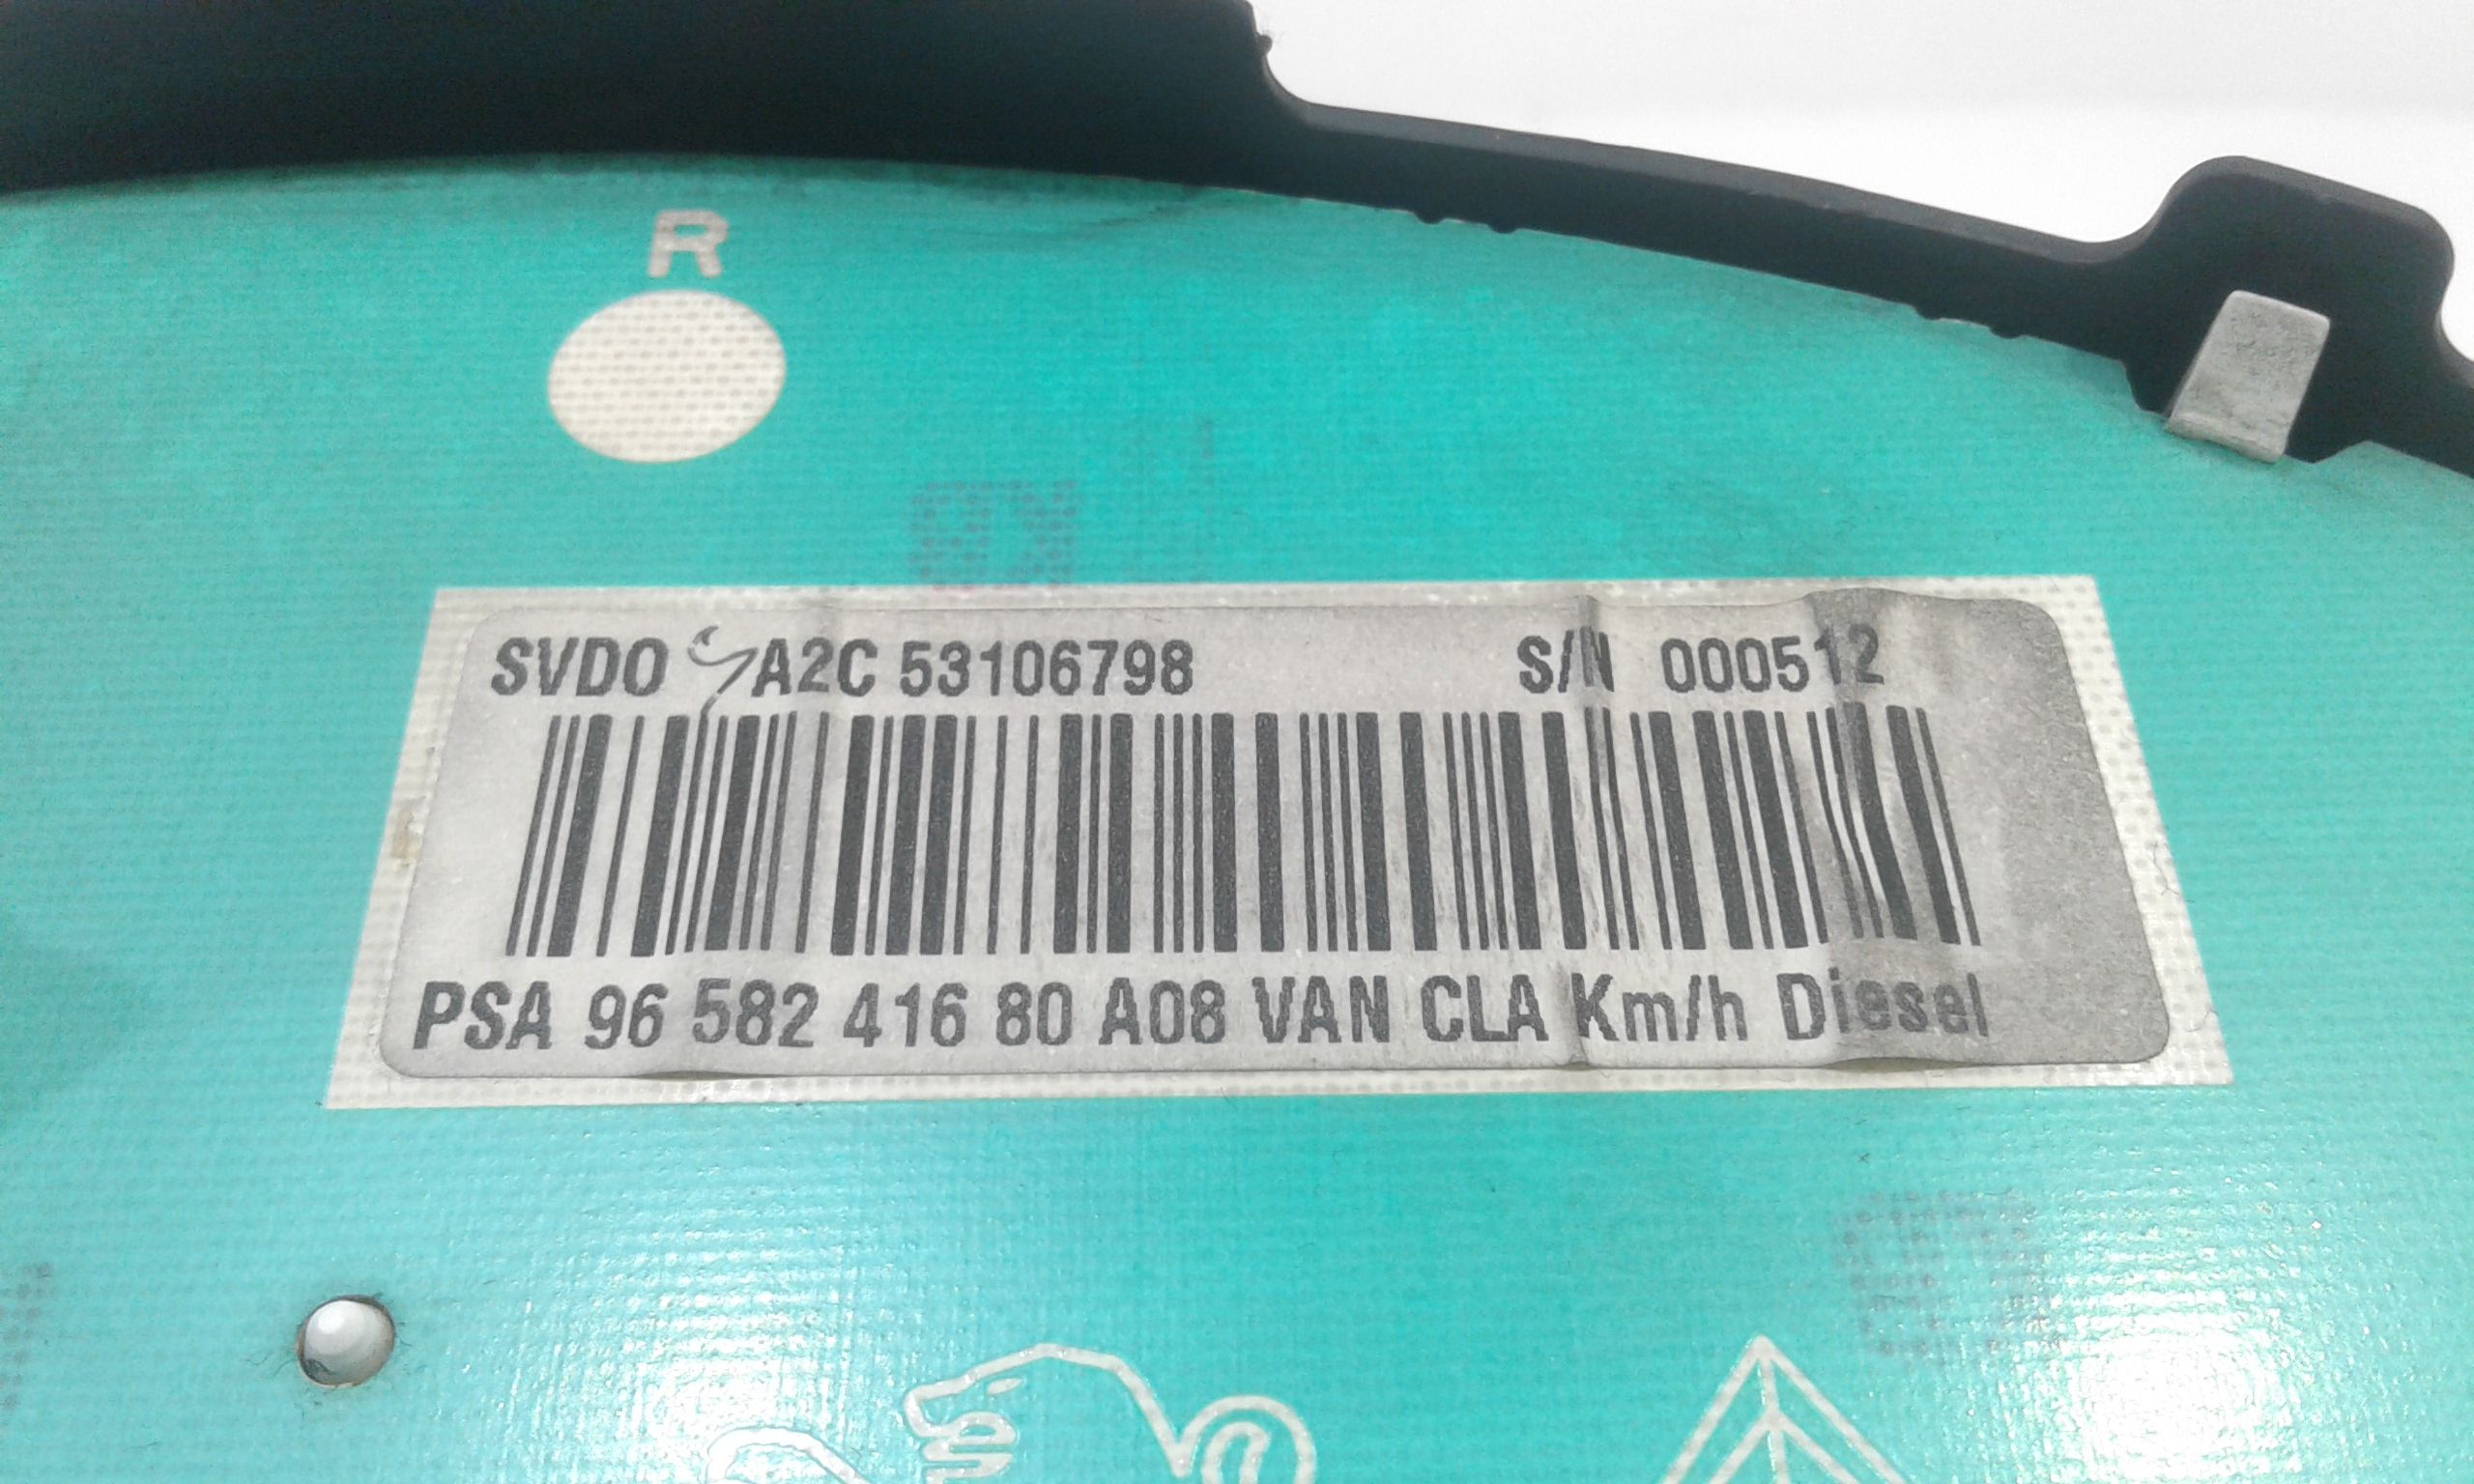 R
SVDO A2C 53106798 S/N 000512
PSA 96 582 416 80 A08 VAN CLA Km/h Diesel